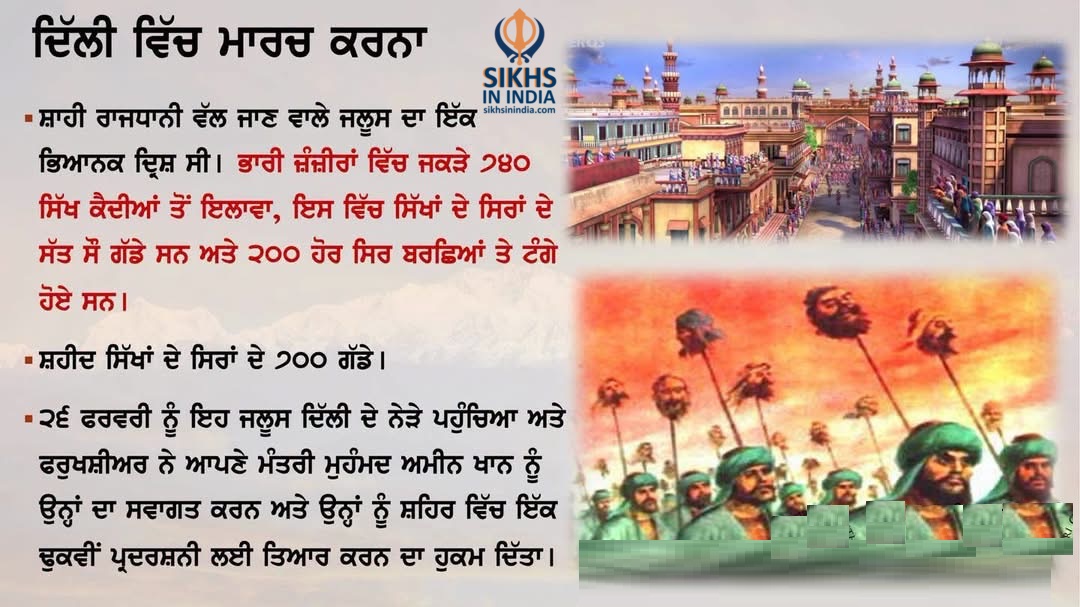 ਦਿੱਲੀ ਵਿੱਚ ਮਾਰਚ ਕਰਨਾ
SIKHS
IN INDIA
sikhsinindia.com
EROS
ਸ਼ਾਹੀ ਰਾਜਧਾਨੀ ਵੱਲ ਜਾਣ ਵਾਲੇ ਜਲੂਸ ਦਾ ਇੱਕ
ਭਿਆਨਕ ਦ੍ਰਿਸ਼ ਸੀ। ਭਾਰੀ ਜ਼ੰਜ਼ੀਰਾਂ ਵਿੱਚ ਜਕੜੇ ੭੪੦
ਸਿੱਖ ਕੈਦੀਆਂ ਤੋਂ ਇਲਾਵਾ, ਇਸ ਵਿੱਚ ਸਿੱਖਾਂ ਦੇ ਸਿਰਾਂ ਦੇ
ਸੱਤ ਸੌ ਗੱਡੇ ਸਨ ਅਤੇ ੨੦੦ ਹੋਰ ਸਿਰ ਬਰਛਿਆਂ ਤੇ ਟੰਗੇ
ਹੋਏ ਸਨ।
ਸ਼ਹੀਦ ਸਿੱਖਾਂ ਦੇ ਸਿਰਾਂ ਦੇ ੭੦੦ ਗੱਡੇ।
੨੬ ਫਰਵਰੀ ਨੂੰ ਇਹ ਜਲੂਸ ਦਿੱਲੀ ਦੇ ਨੇੜੇ ਪਹੁੰਚਿਆ ਅਤੇ
ਫਰੁਖਸ਼ੀਅਰ ਨੇ ਆਪਣੇ ਮੰਤਰੀ ਮੁਹੰਮਦ ਅਮੀਨ ਖਾਨ ਨੂੰ
ਉਨ੍ਹਾਂ ਦਾ ਸਵਾਗਤ ਕਰਨ ਅਤੇ ਉਨ੍ਹਾਂ ਨੂੰ ਸ਼ਹਿਰ ਵਿੱਚ ਇੱਕ
ਢੁਕਵੀਂ ਪ੍ਰਦਰਸ਼ਨੀ ਲਈ ਤਿਆਰ ਕਰਨ ਦਾ ਹੁਕਮ ਦਿੱਤਾ।